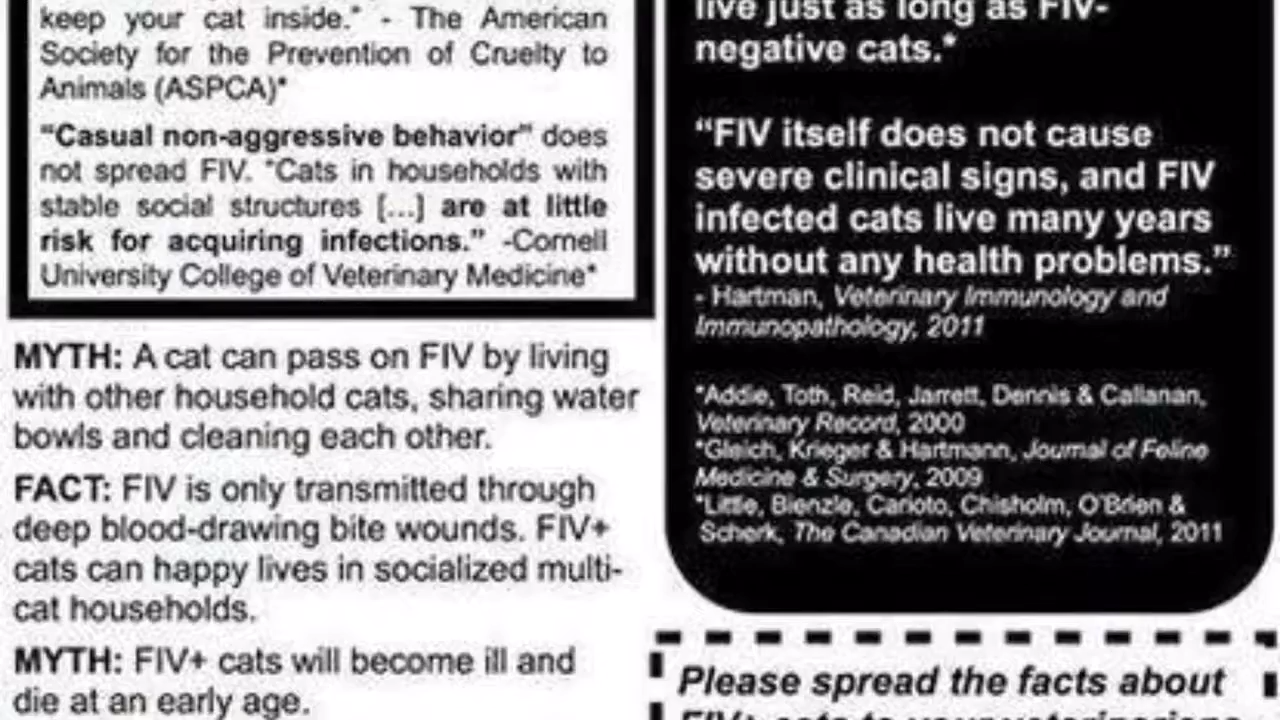 keep your cat inside." - The American
Society for the Prevention of Cruelty to
Animals (ASPCA)*
"Casual non-aggressive behavior" does
not spread FIV. "Cats in households with
stable social structures [...] are at little
risk for acquiring infections." -Cornell
University College of Veterinary Medicine*
MYTH: A cat can pass on FIV by living
with other household cats, sharing water
bowls and cleaning each other.
FACT: FIV is only transmitted through
deep blood-drawing bite wounds. FIV+
cats can happy lives in socialized multi-
cat households.
MYTH: FIV+ cats will become ill and
die at an early age.
live just as long as FIV-
negative cats.*
"FIV itself does not cause
severe clinical signs, and FIV
infected cats live many years
without any health problems."
- Hartman, Veterinary Immunology and
Immunopathology, 2011
*Addie, Toth, Reid, Jarrett, Dennis & Callanan,
Veterinary Record, 2000
*Gleich, Krieger & Hartmann, Journal of Feline
Medicine & Surgery, 2009
*Little, Bienzle, Carioto, Chisholm, O'Brien &
Scherk, The Canadian Veterinary Journal, 2011
Please spread the facts about
FIV+ cats to your